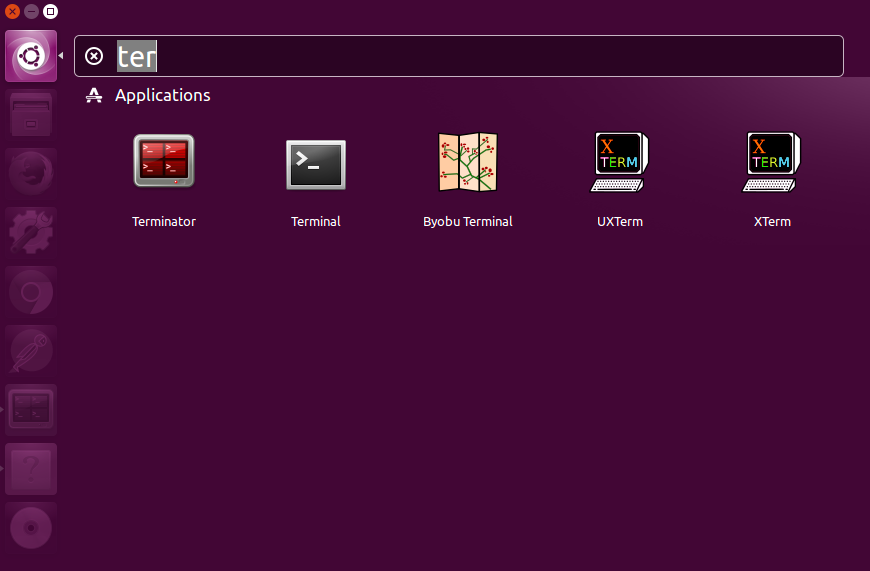 ter
Applications
X
TERM
X
TERM
Terminator
Terminal
Byobu Terminal
UXTerm
XTerm